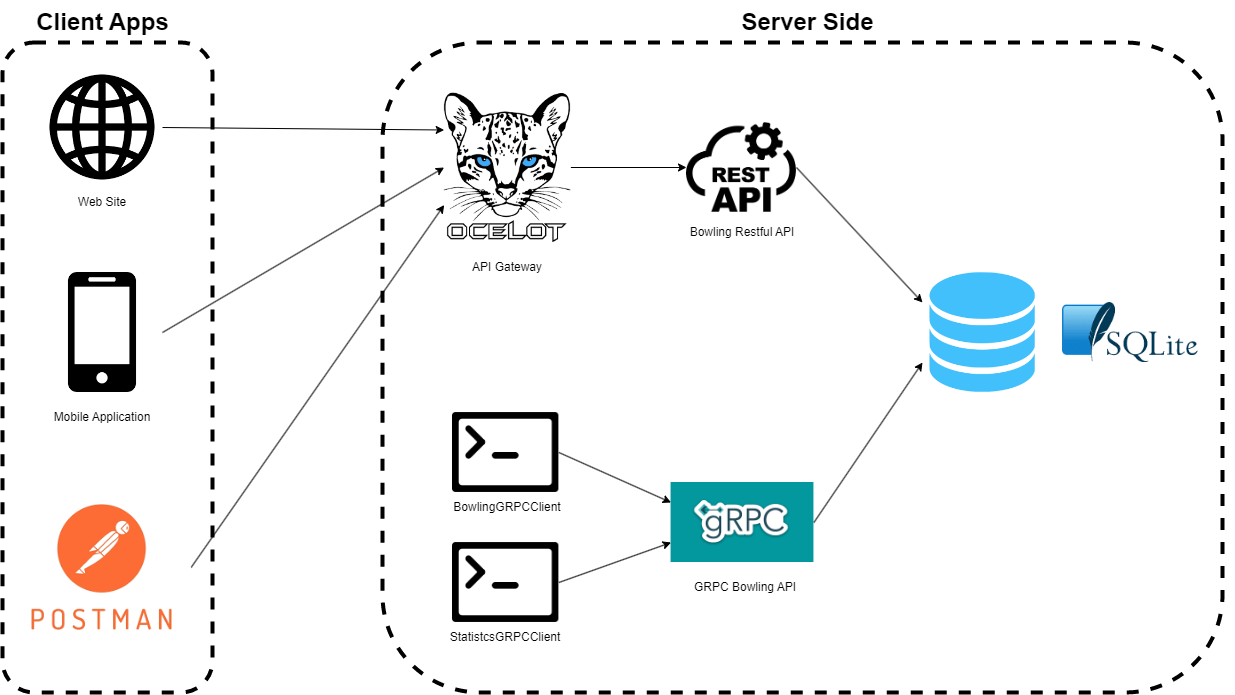 Client Apps
Server Side
Web Site
OCELOT
API Gateway
REST
API
Bowling Restful API
Mobile Application
SQLite
BowlingGRPCClient
gRPC
GRPC Bowling API
StatistcsGRPCClient
POSTMAN